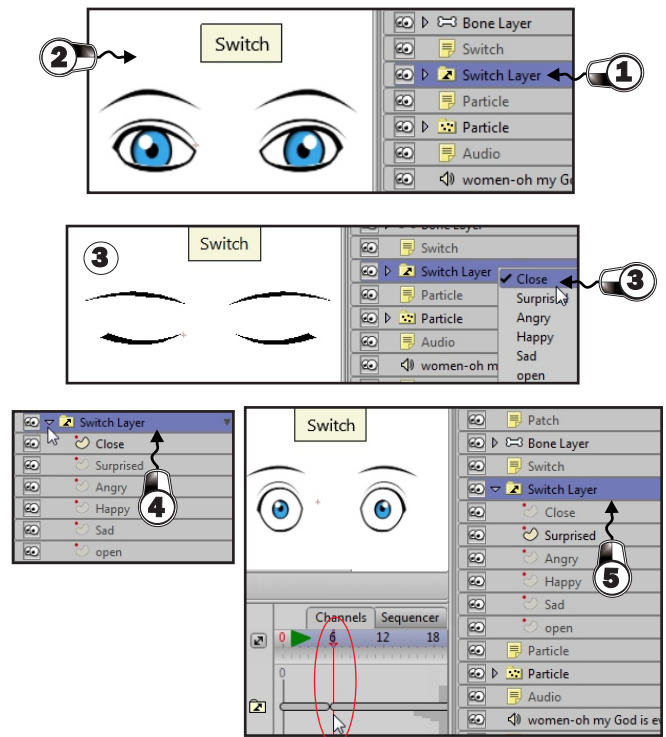 Bone Layer
2
Switch
Switch
1
Switch Layer
Particle
Particle
Audio
women-oh my G
Bone Layer
3
Switch
Switch
Switch Layer
Close
3
Particle
Surprised
Particle
Angry
Happy
Audio
Sad
women-oh m
open
Switch Layer
Close
Surprised
Angry
4
Happy
Sad
open
Switch
Patch
Bone Layer
Switch
Switch Layer
Close
Surprised
Angry
5
Happy
Sad
open
Channels Sequencer
0 6 12 18
0
Particle
Particle
Audio
women-oh my God is e